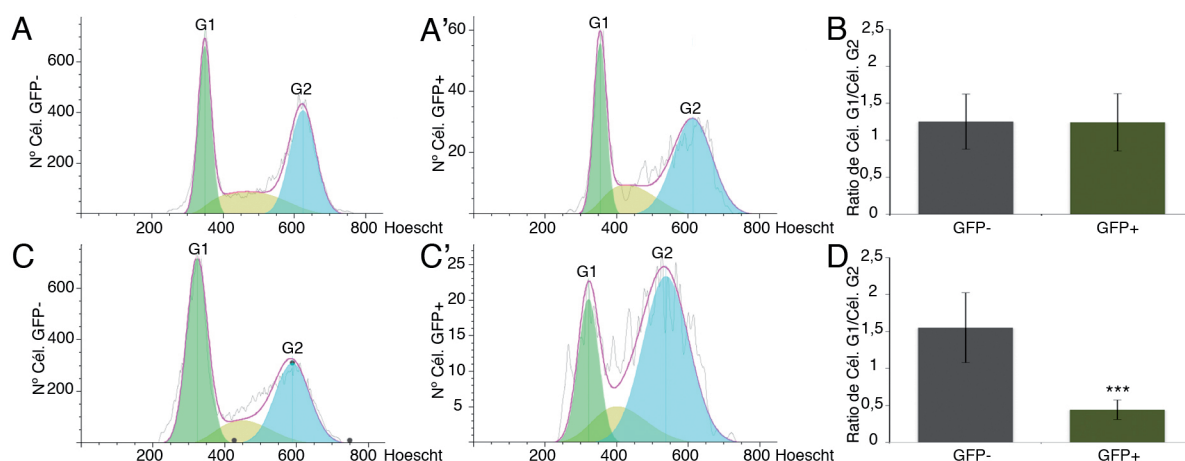 A
Nº Cél. GFP-
600
400
200
G1
G2
200 400 600 800 Hoescht
A'
Nº Cél. GFP+
60
40
20
G1
G2
200 400 600 800 Hoescht
B
Ratio de Cél. G1/Cél. G2
2,5
2
1,5
1
0,5
0
GFP- GFP+
C
Nº Cél. GFP-
600
400
200
G1
G2
200 400 600 800 Hoescht
C'
Nº Cél. GFP+
25
20
15
10
5
G1
G2
200 400 600 800 Hoescht
D
Ratio de Cél. G1/Cél. G2
2,5
2
1,5
1
0,5
0
***
GFP- GFP+